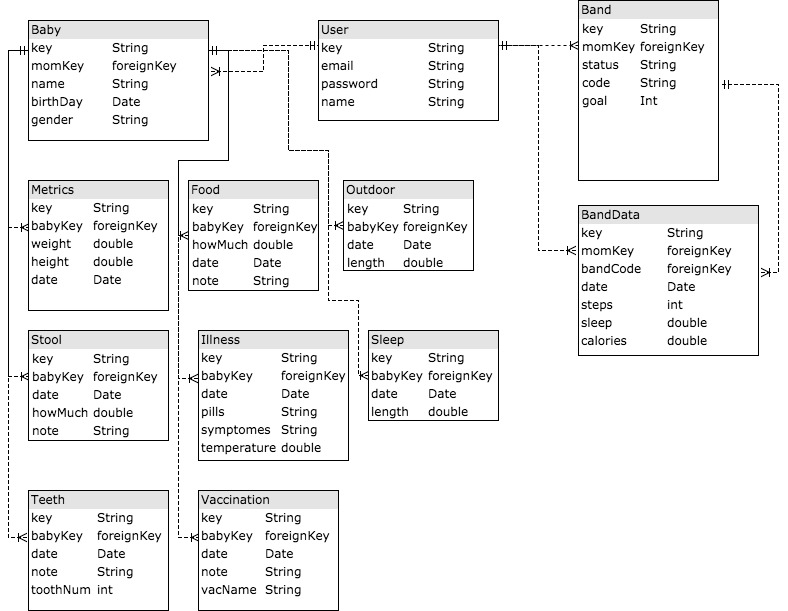 Baby
key String
momKey foreignKey
name String
birthDay Date
gender String
User
key String
email String
password String
name String
Band
key String
momKey foreignKey
status String
code String
goal Int
Metrics
key String
babyKey foreignKey
weight double
height double
date Date
Food
key String
babyKey foreignKey
howMuch double
date Date
note String
Outdoor
key String
babyKey foreignKey
date Date
length double
BandData
key String
momKey foreignKey
bandCode foreignKey
date Date
steps int
sleep double
calories double
Stool
key String
babyKey foreignKey
date Date
howMuch double
note String
Illness
key String
babyKey foreignKey
date Date
pills String
symptomes String
temperature double
Sleep
key String
babyKey foreignKey
date Date
length double
Teeth
key String
babyKey foreignKey
date Date
note String
toothNum int
Vaccination
key String
babyKey foreignKey
date Date
note String
vacName String